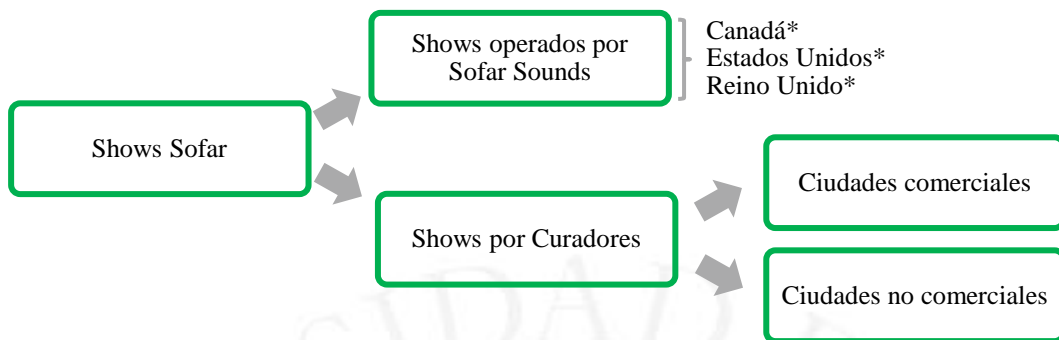 Shows operados por
Sofar Sounds
Canadá*
Estados Unidos*
Reino Unido*
Shows Sofar
Ciudades comerciales
Shows por Curadores
Ciudades no comerciales